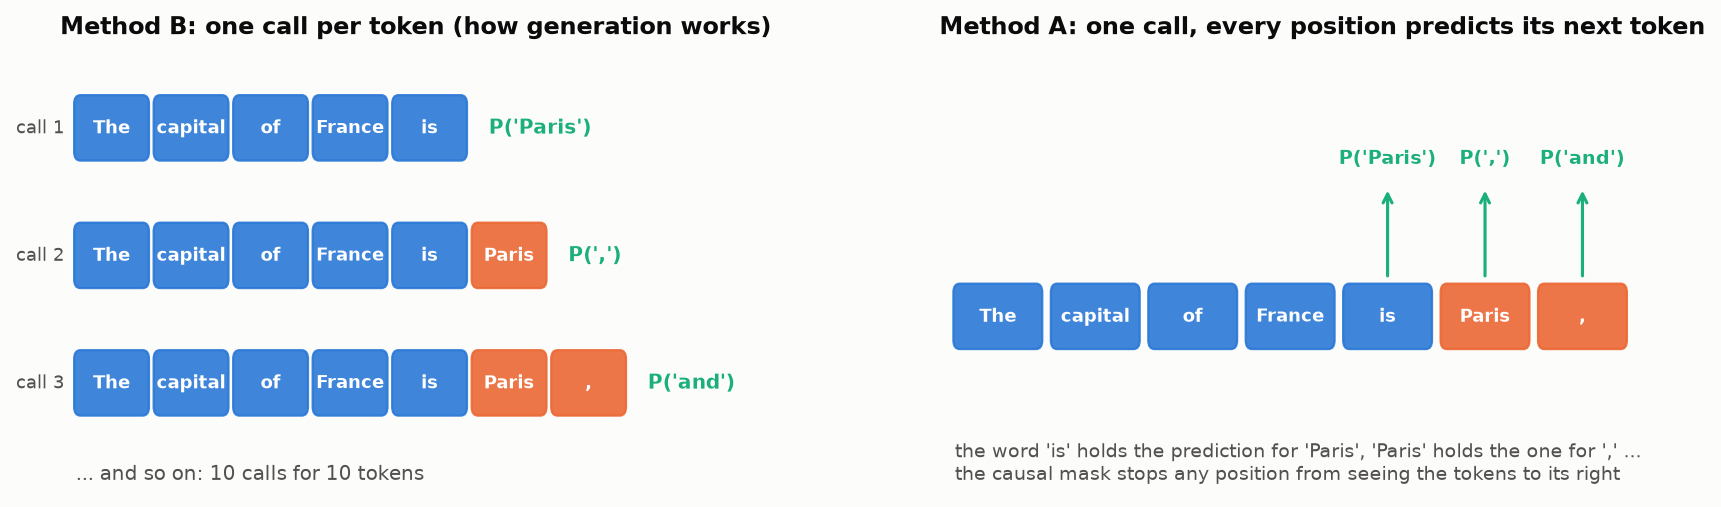 Method B: one call per token (how generation works)
call 1 The capital of France is P('Paris')
call 2 The capital of France is Paris P(',')
call 3 The capital of France is Paris , P('and')
... and so on: 10 calls for 10 tokens
Method A: one call, every position predicts its next token
P('Paris') P(',') P('and')
The capital of France is Paris ,
the word 'is' holds the prediction for 'Paris', 'Paris' holds the one for ',' ...
the causal mask stops any position from seeing the tokens to its right